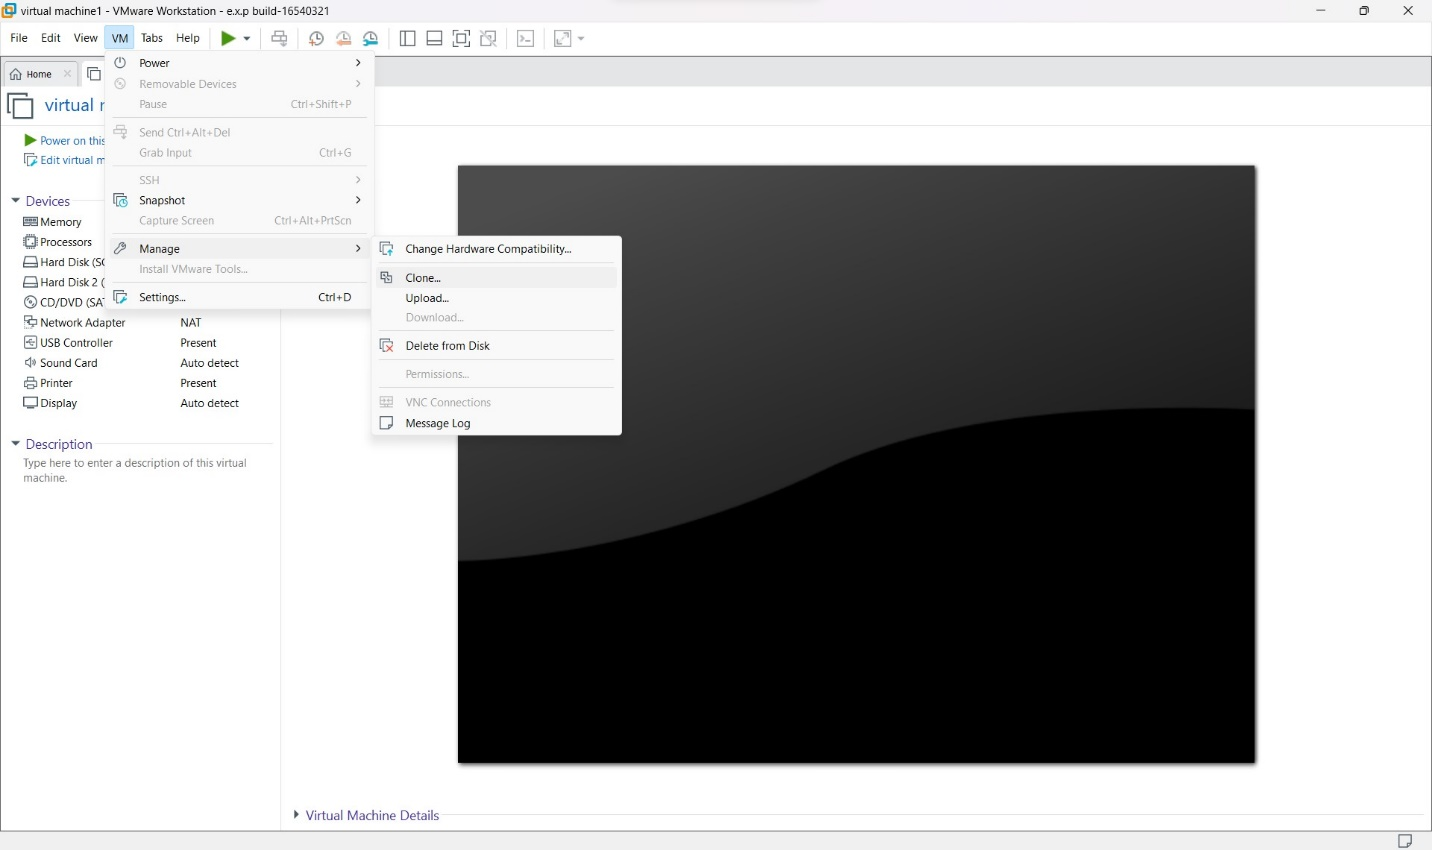 virtual machine1 - VMware Workstation - e.x.p build-16540321
File Edit View VM Tabs Help
Home
virtual
Power on this
Edit virtual m
Power
Removable Devices
Pause Ctrl+Shift+P
Send Ctrl+Alt+Del
Grab Input Ctrl+G
SSH
Snapshot
Capture Screen Ctrl+Alt+PrtScn
Manage
Install VMware Tools...
Settings... Ctrl+D
Change Hardware Compatibility...
Clone...
Upload...
Download...
Delete from Disk
Permissions...
VNC Connections
Message Log
Devices
Memory
Processors
Hard Disk (SC
Hard Disk 2 (
CD/DVD (SAT
Network Adapter NAT
USB Controller Present
Sound Card Auto detect
Printer Present
Display Auto detect
Description
Type here to enter a description of this virtual
machine.
Virtual Machine Details